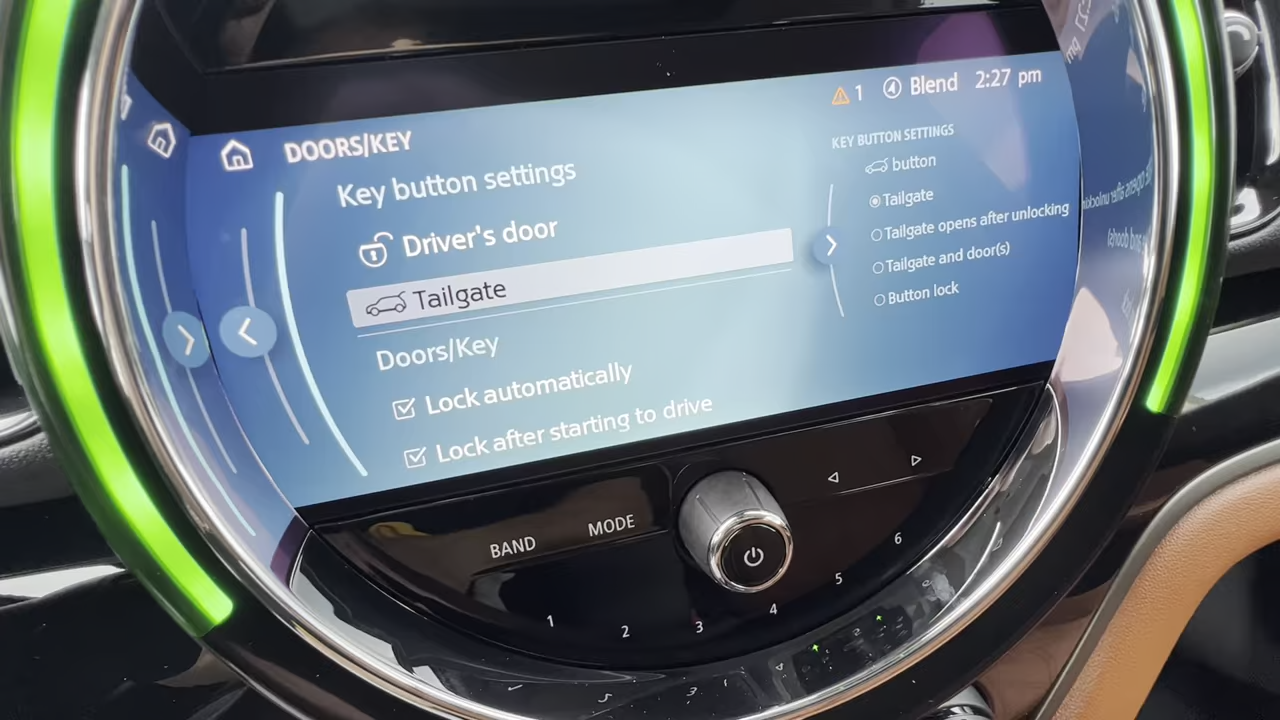 1 Blend 2:27 pm
DOORS/KEY
Key button settings
Driver's door
Tailgate
Doors/Key
Lock automatically
Lock after starting to drive
KEY BUTTON SETTINGS
button
Tailgate
Tailgate opens after unlocking
Tailgate and door(s)
Button lock
BAND MODE
1 2 3 4 5 6